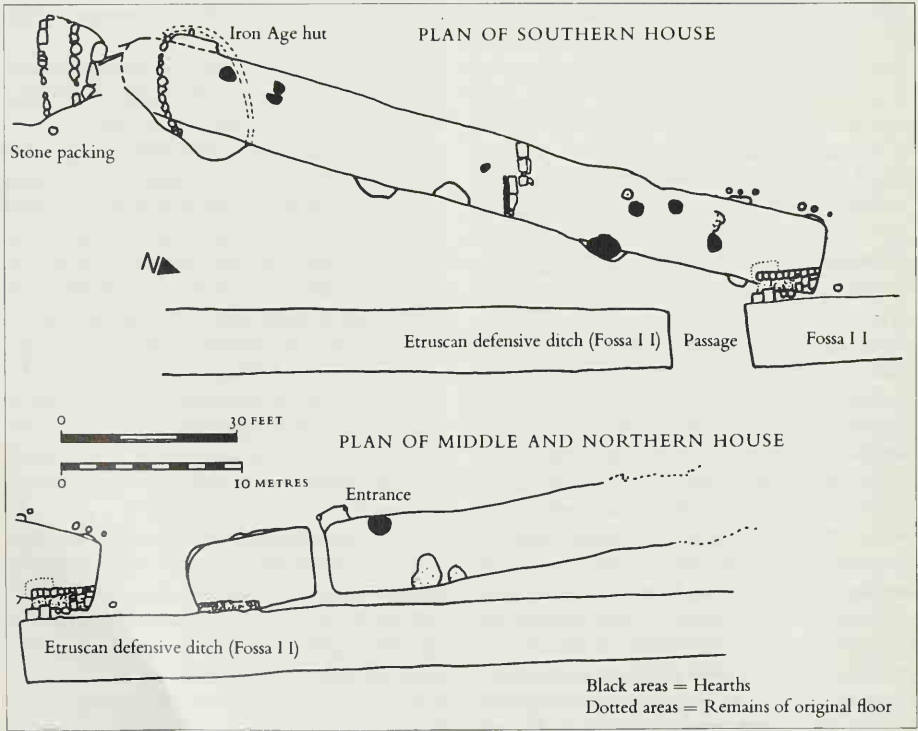 Iron Age hut
PLAN OF SOUTHERN HOUSE
Stone packing
N
Etruscan defensive ditch (Fossa I I)
Passage
Fossa I I
0 30 FEET
0 10 METRES
PLAN OF MIDDLE AND NORTHERN HOUSE
Entrance
Etruscan defensive ditch (Fossa I I)
Black areas = Hearths
Dotted areas = Remains of original floor